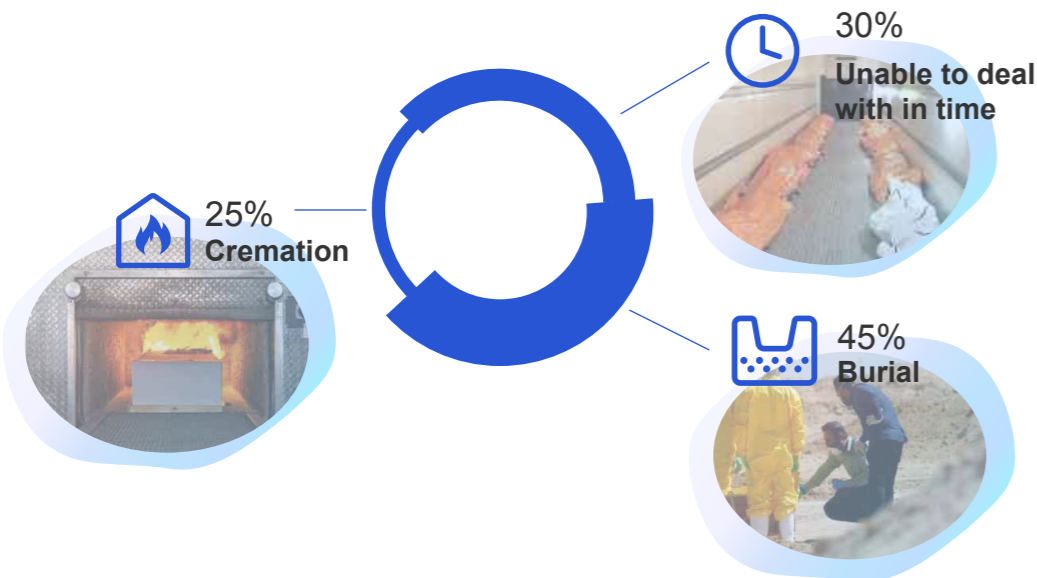 30%
Unable to deal
with in time
25%
Cremation
45%
Burial